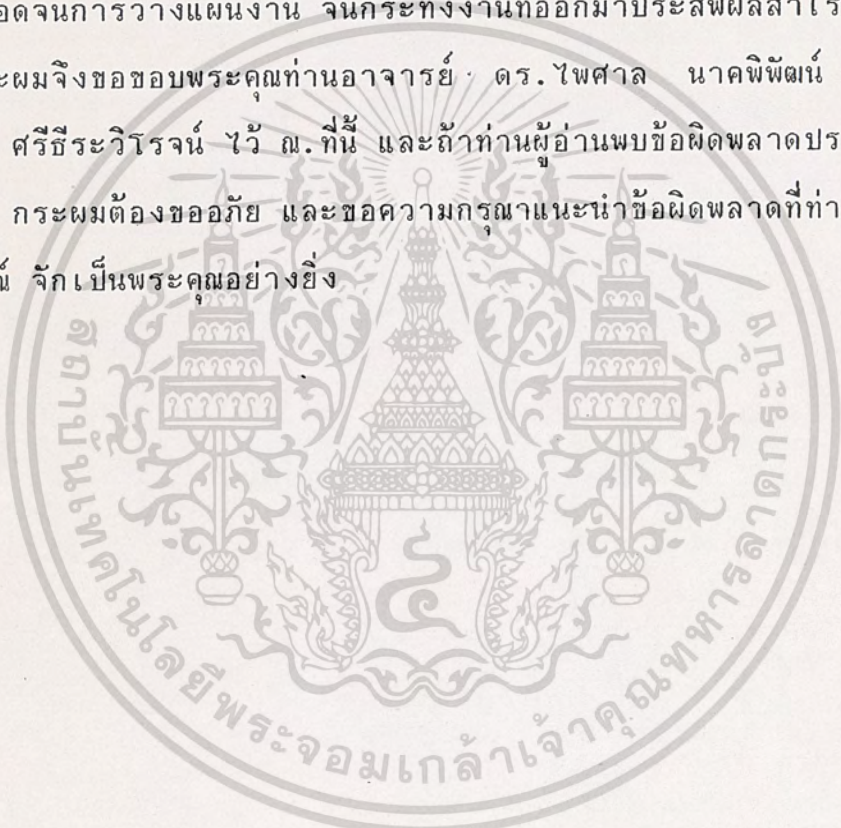 อดจนการวางแผนงาน จนกระทั่งงานที่ออกมาประสพผลสำเร
ะผมจึงขอขอบพระคุณท่านอาจารย์ ดร.ไพศาล นาคพิพัฒน์
ศรีธีระวิโรจน์ ไว้ ณ.ที่นี้ และถ้าท่านผู้อ่านพบข้อผิดพลาดประ
กระผมต้องขออภัย และขอความกรุณาแนะนำข้อผิดพลาดที่ท่า
น์ จักเป็นพระคุณอย่างยิ่ง
สถาบันเทคโนโลยีพระจอมเกล้าเจ้าคุณทหารลาดกระบัง